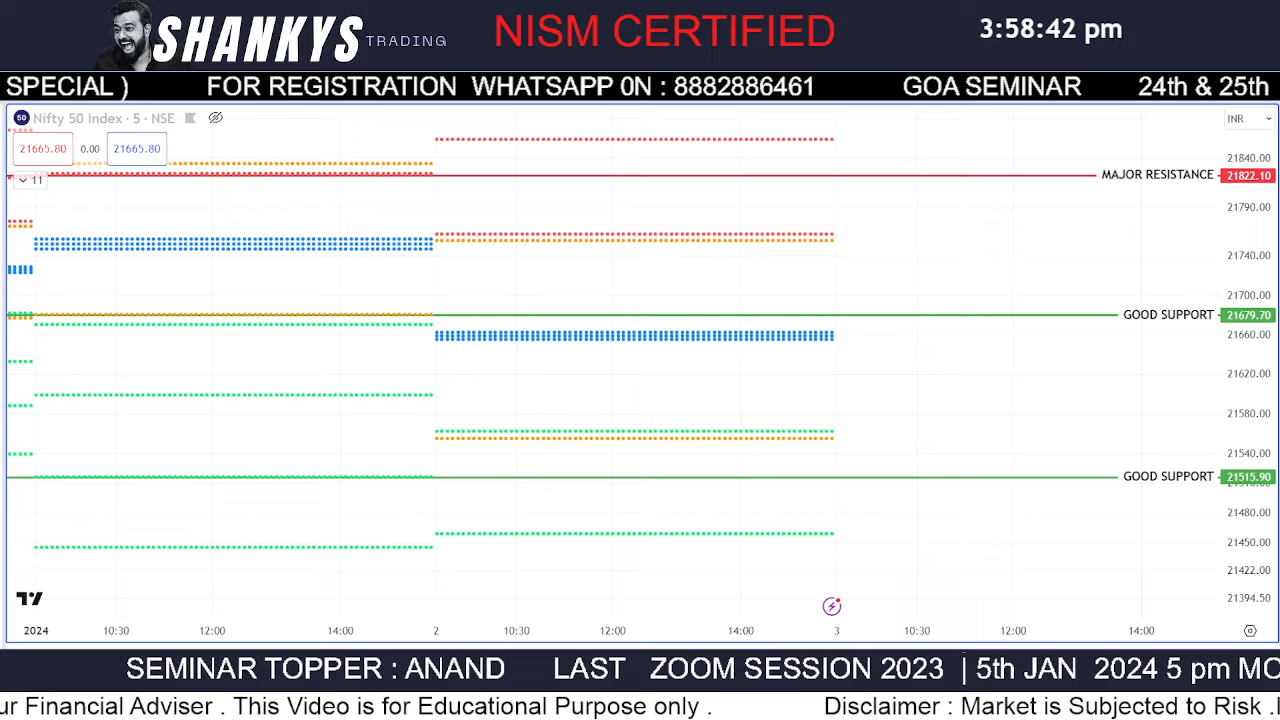 SHANKYS
TRADING
NISM CERTIFIED
3:58:42 pm
SPECIAL ) FOR REGISTRATION WHATSAPP 0N : 8882886461 GOA SEMINAR 24th & 25th
50 Nifty 50 Index · 5 · NSE
INR
21665.80 0.00 21665.80
11
21840.00
MAJOR RESISTANCE 21822.10
21790.00
21740.00
21700.00
GOOD SUPPORT 21679.70
21660.00
21620.00
21580.00
21540.00
GOOD SUPPORT 21515.90
21480.00
21450.00
21422.00
21394.50
2024 10:30 12:00 14:00 2 10:30 12:00 14:00 3 10:30 12:00 14:00
SEMINAR TOPPER : ANAND LAST ZOOM SESSION 2023 | 5th JAN 2024 5 pm MO
ur Financial Adviser . This Video is for Educational Purpose only . Disclaimer : Market is Subjected to Risk .